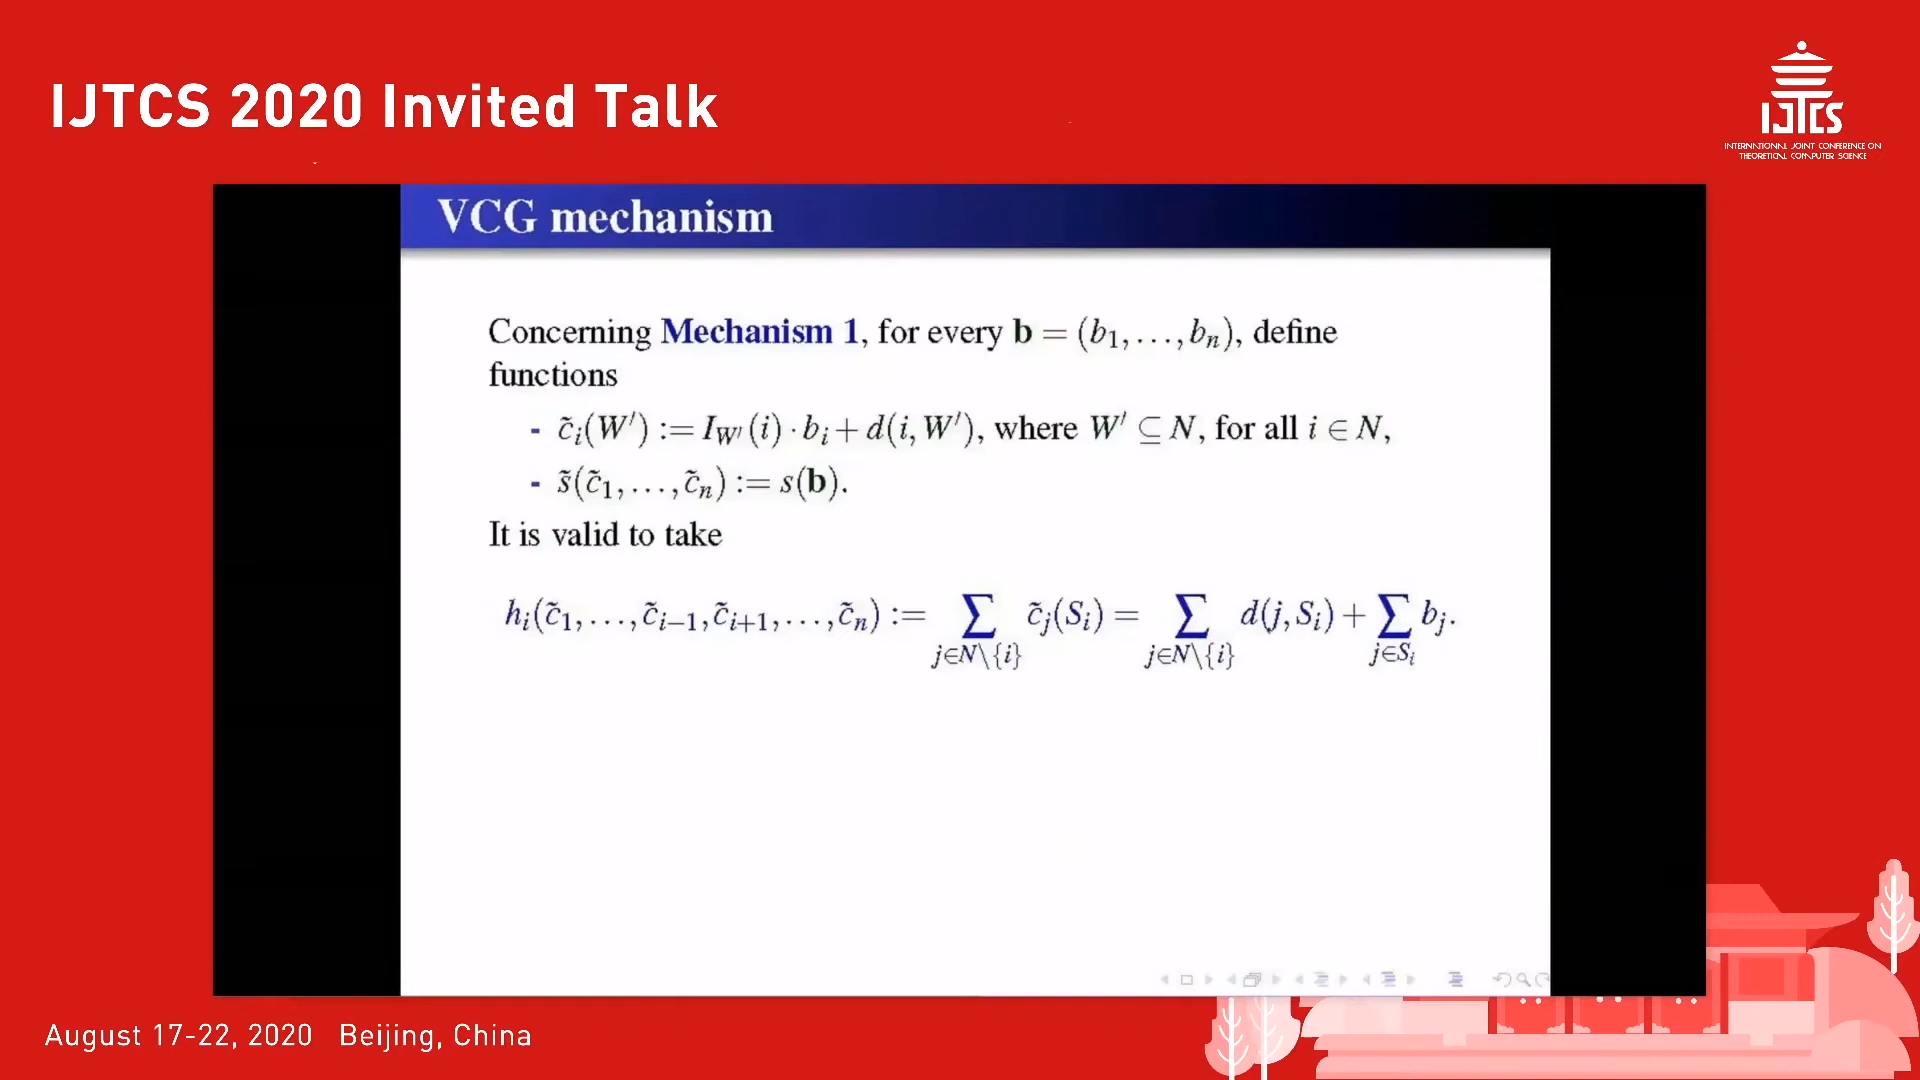 IJTCS 2020 Invited Talk
IJTCS
INTERNATIONAL JOINT CONFERENCE ON
THEORETICAL COMPUTER SCIENCE
VCG mechanism
Concerning Mechanism 1, for every b = (b₁,…,bₙ), define
functions
- c̃ᵢ(W′) := I_W′(i) · bᵢ + d(i, W′), where W′ ⊆ N, for all i ∈ N,
- s̃(c̃₁,…,c̃ₙ) := s(b).
It is valid to take
hᵢ(c̃₁,…,c̃ᵢ₋₁,c̃ᵢ₊₁,…,c̃ₙ) := ∑_{j∈N\{i}} c̃ⱼ(Sᵢ) = ∑_{j∈N\{i}} d(j,Sᵢ) + ∑_{j∈Sᵢ} bⱼ.
August 17-22, 2020 Beijing, China